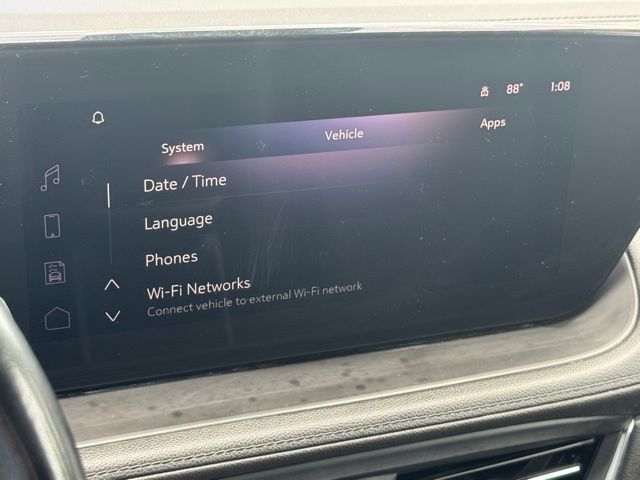 88° 1:08
System Vehicle Apps
Date / Time
Language
Phones
Wi-Fi Networks
Connect vehicle to external Wi-Fi network